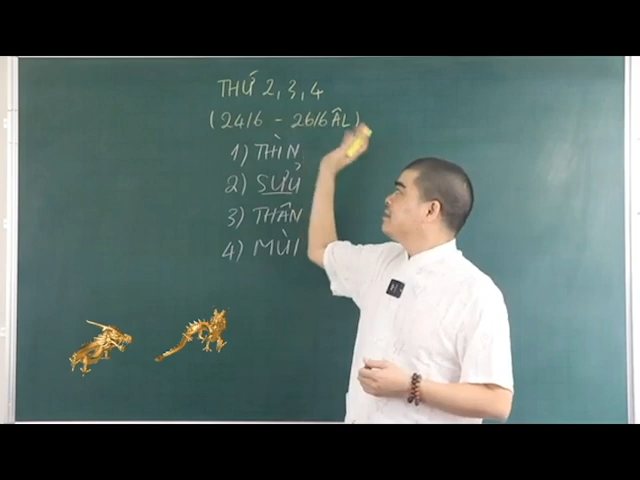 THỨ 2, 3, 4
(24/6 - 26/6 ÂL)
1) THÌN
2) SỬU
3) THÂN
4) MÙI